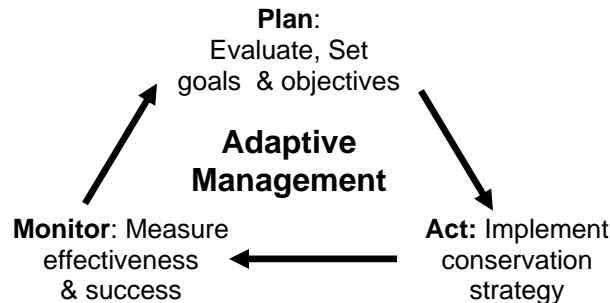 Plan:
Evaluate, Set
goals & objectives
Adaptive
Management
Monitor: Measure
effectiveness
& success
Act: Implement
conservation
strategy